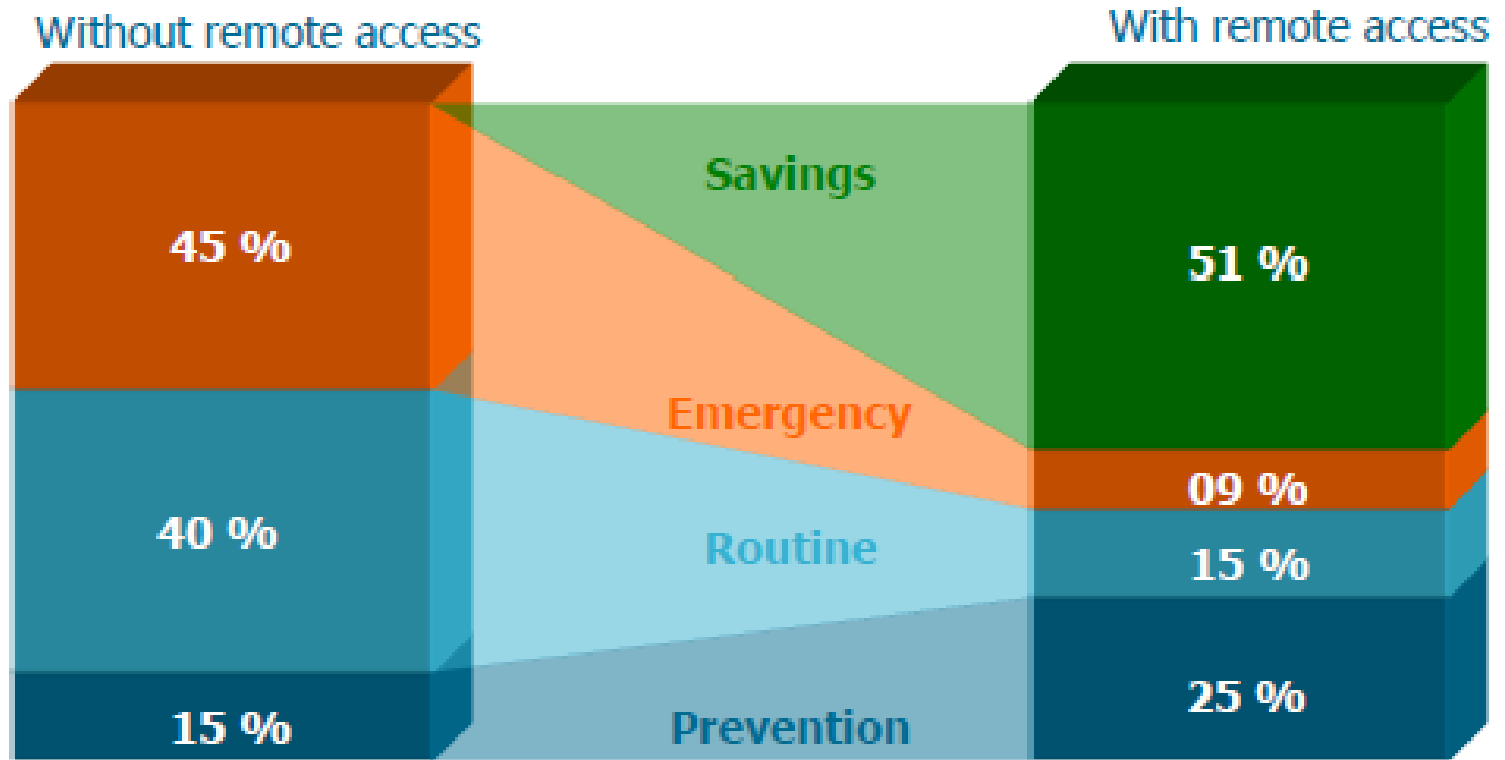 Without remote access
With remote access
Savings
45 %
51 %
Emergency
09 %
40 %
Routine
15 %
15 %
Prevention
25 %